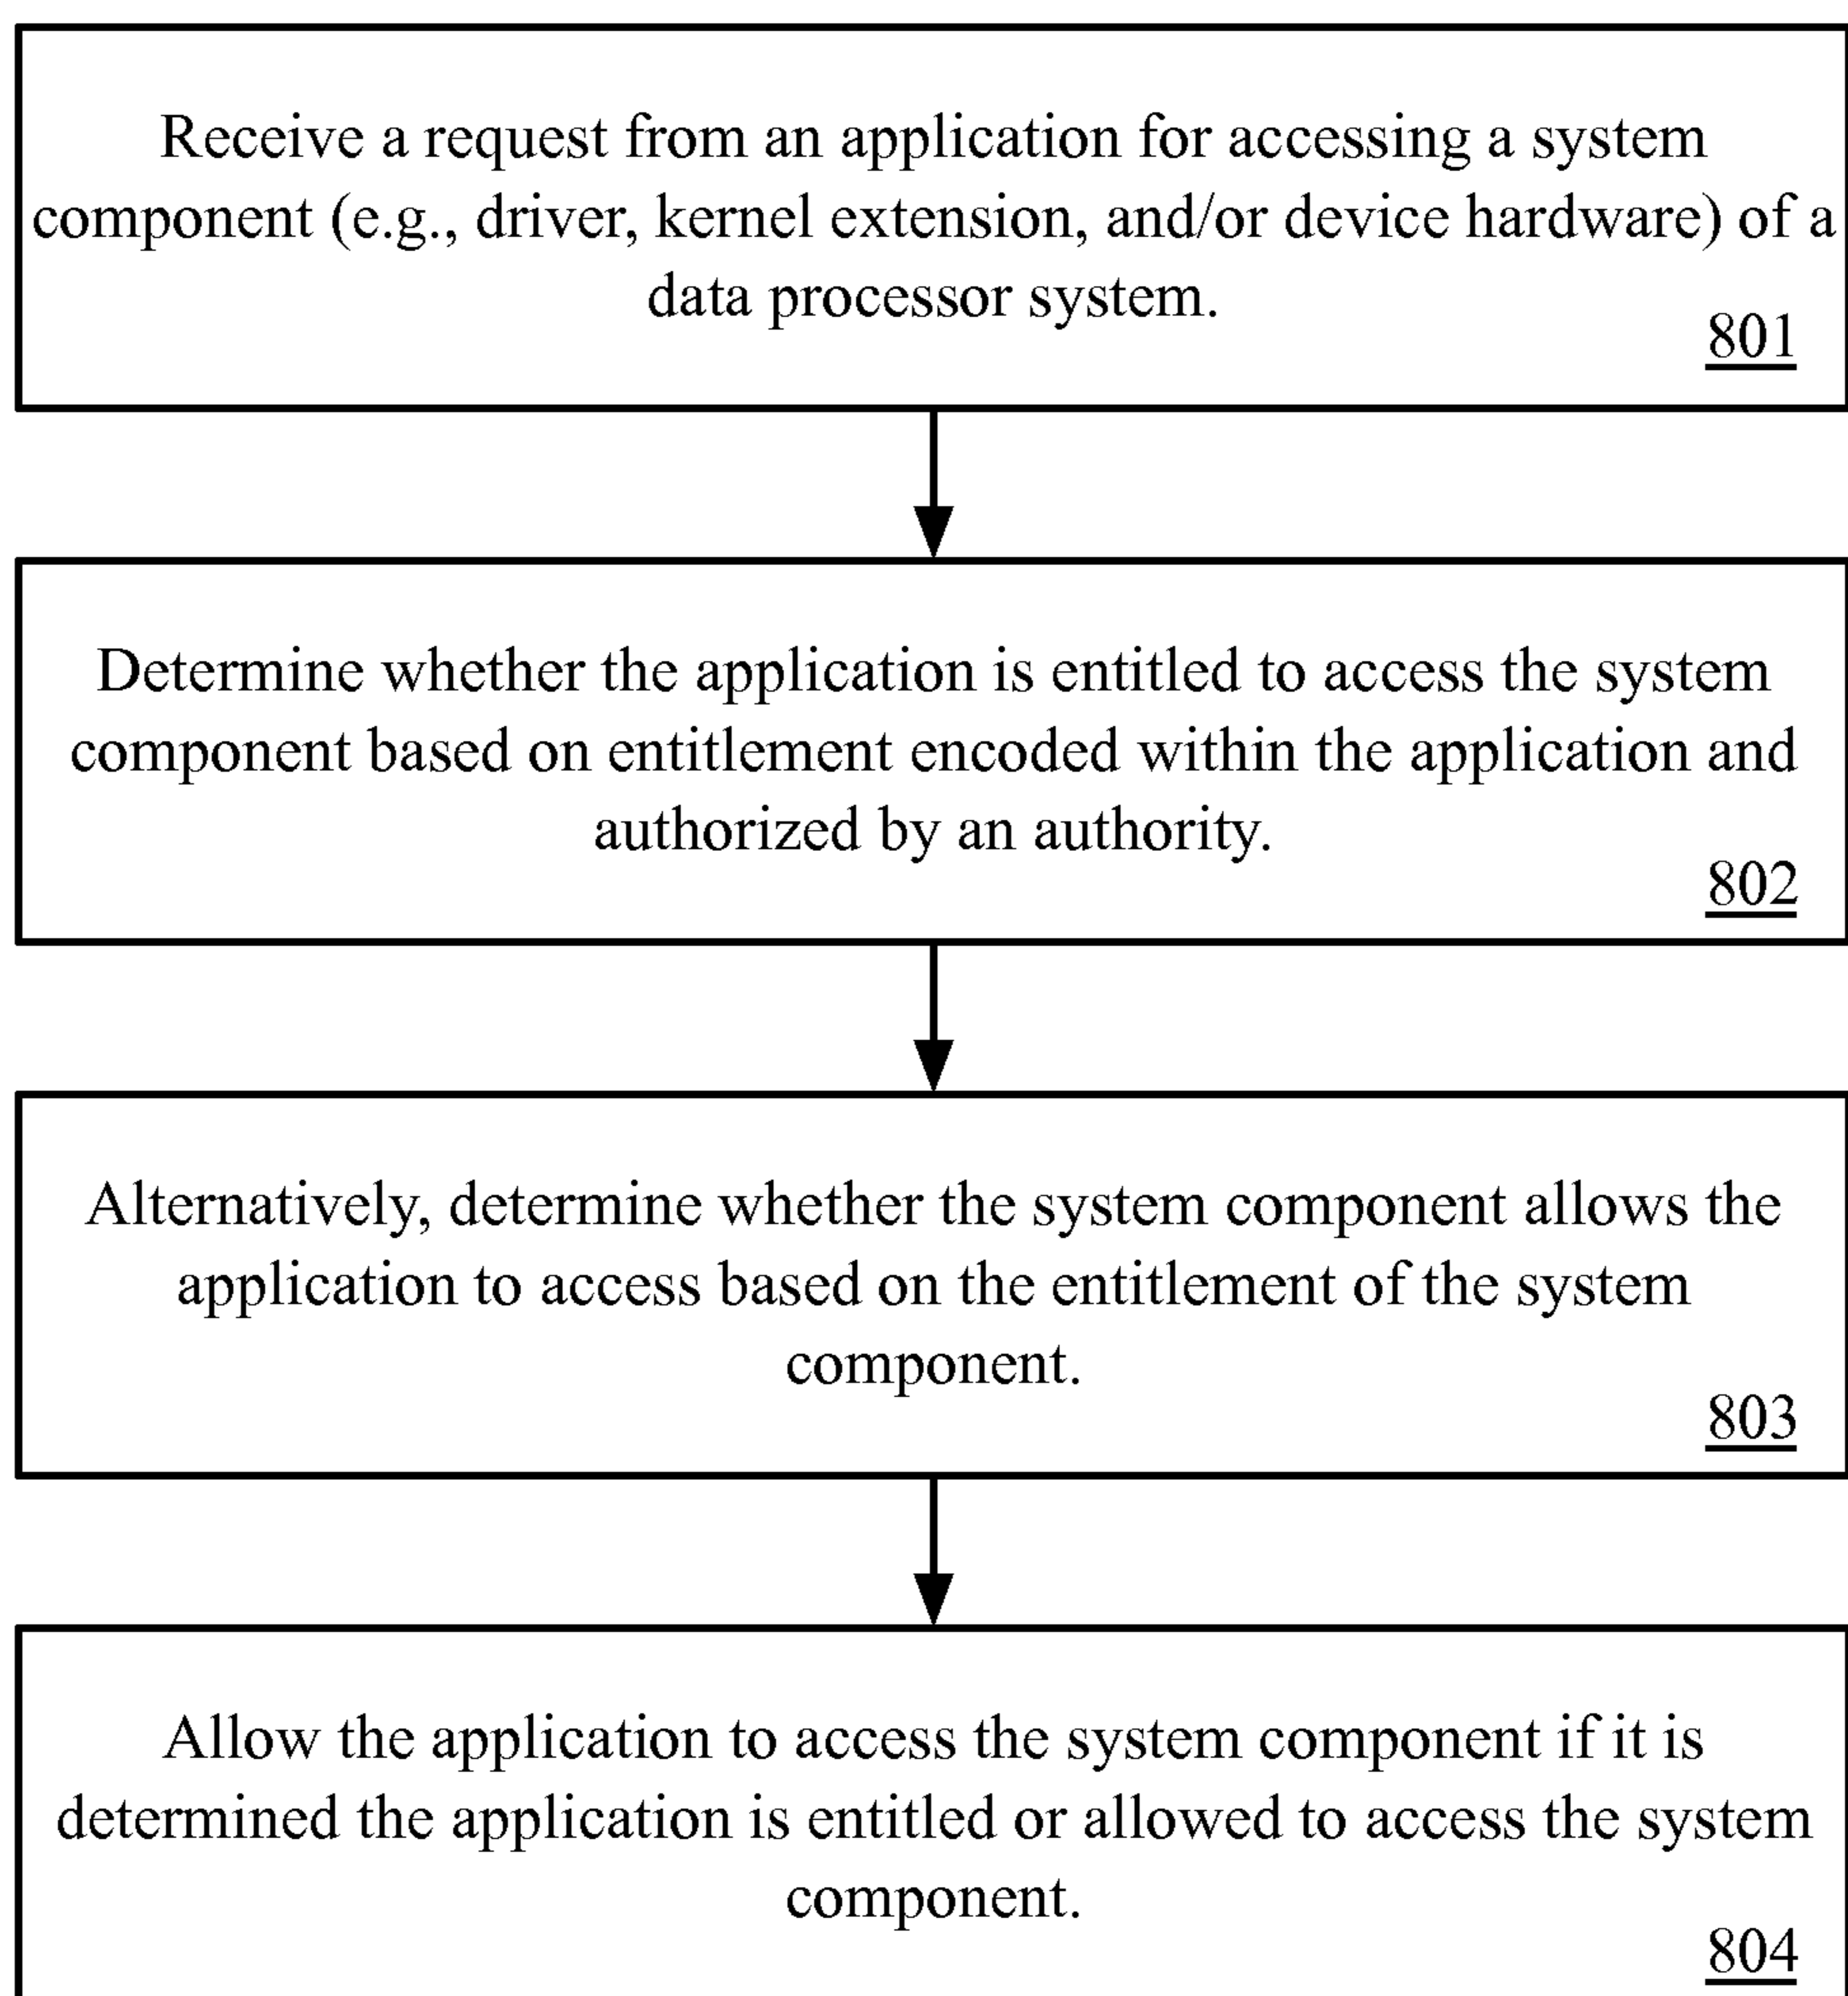 Receive a request from an application for accessing a system
component (e.g., driver, kernel extension, and/or device hardware) of a
data processor system.
801
Determine whether the application is entitled to access the system
component based on entitlement encoded within the application and
authorized by an authority.
802
Alternatively, determine whether the system component allows the
application to access based on the entitlement of the system
component.
803
Allow the application to access the system component if it is
determined the application is entitled or allowed to access the system
component.
804